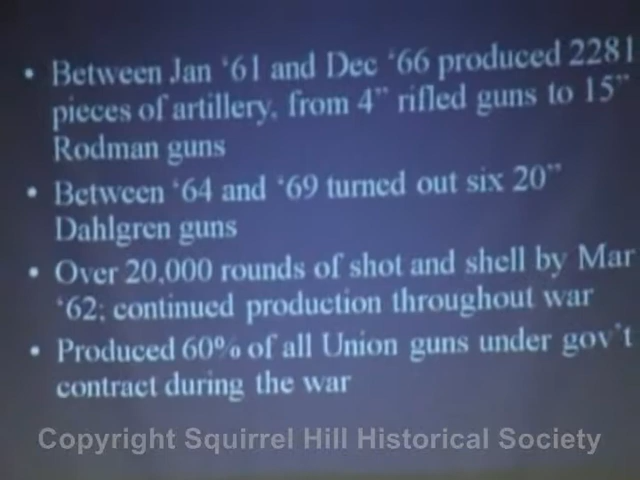 • Between Jan ‘61 and Dec ‘66 produced 2281
pieces of artillery, from 4” rifled guns to 15”
Rodman guns
• Between ‘64 and ‘69 turned out six 20”
Dahlgren guns
• Over 20,000 rounds of shot and shell by Mar
‘62; continued production throughout war
• Produced 60% of all Union guns under gov’t
contract during the war
Copyright Squirrel Hill Historical Society